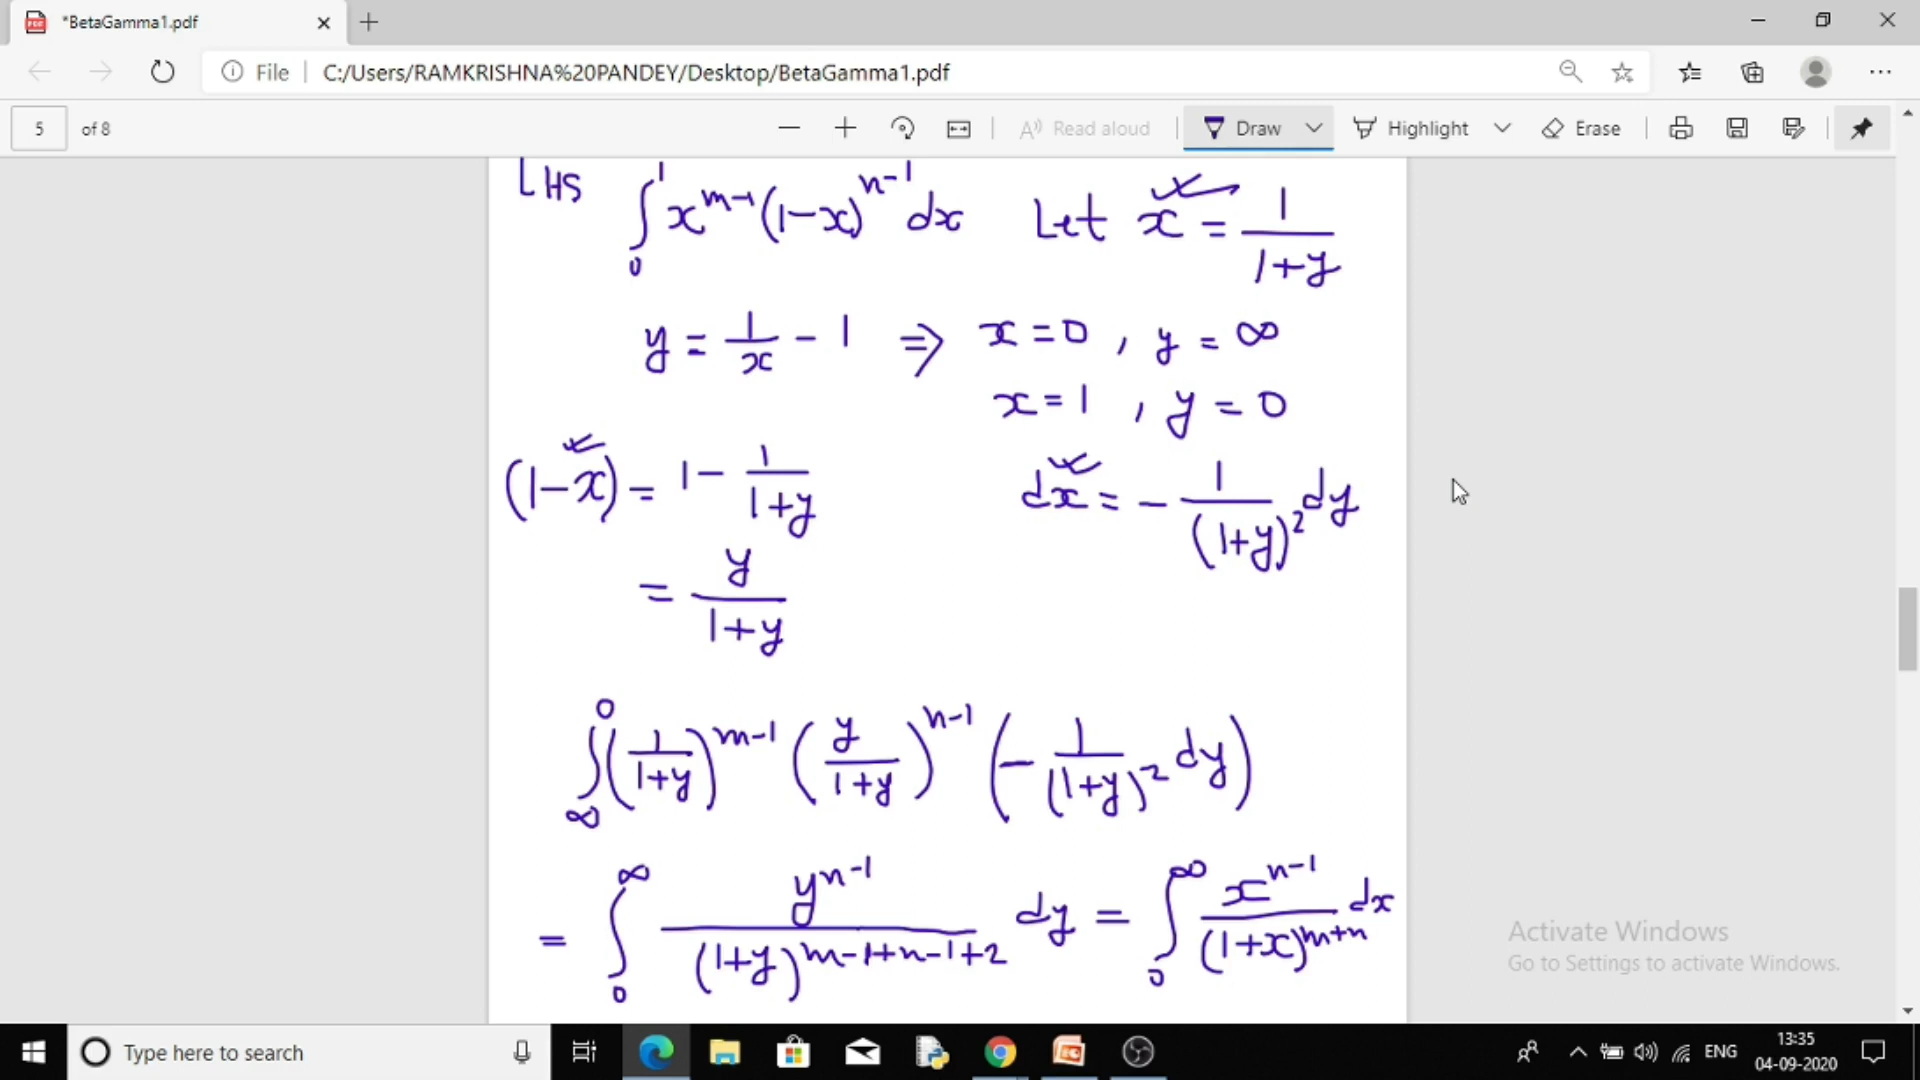 *BetaGamma1.pdf
File C:/Users/RAMKRISHNA%20PANDEY/Desktop/BetaGamma1.pdf
5 of 8 Read aloud Draw Highlight Erase
LHS ∫₀¹ x^{m-1} (1-x)^{n-1} dx Let x = 1/(1+y)
y = 1/x - 1 ⇒ x = 0, y = ∞
x = 1, y = 0
(1-x) = 1 - 1/(1+y) dx = - 1/(1+y)² dy
= y/(1+y)
∫_∞^0 (1/(1+y))^{m-1} (y/(1+y))^{n-1} (- 1/(1+y)² dy)
= ∫_0^∞ y^{n-1}/(1+y)^{m-1+n-1+2} dy = ∫_0^∞ x^{n-1}/(1+x)^{m+n} dx
Activate Windows
Go to Settings to activate Windows.
Type here to search ENG 13:35
04-09-2020